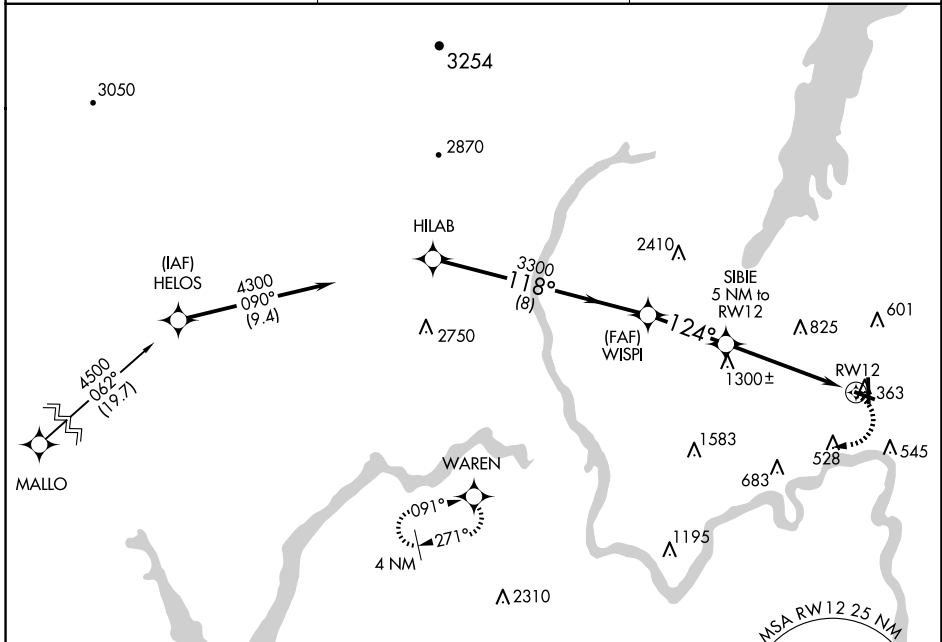 3254
3050
2870
HILAB
2410
(IAF)
HELOS
4300
090°
(9.4)
3300
118°
(8)
SIBIE
5 NM to
RW12
601
825
2750
(FAF)
WISPI
124°
1300±
RW12
363
4500
062°
(19.7)
MALLO
1583
528
545
683
WAREN
091°
271°
4 NM
1195
2310
MSA RW12 25 NM